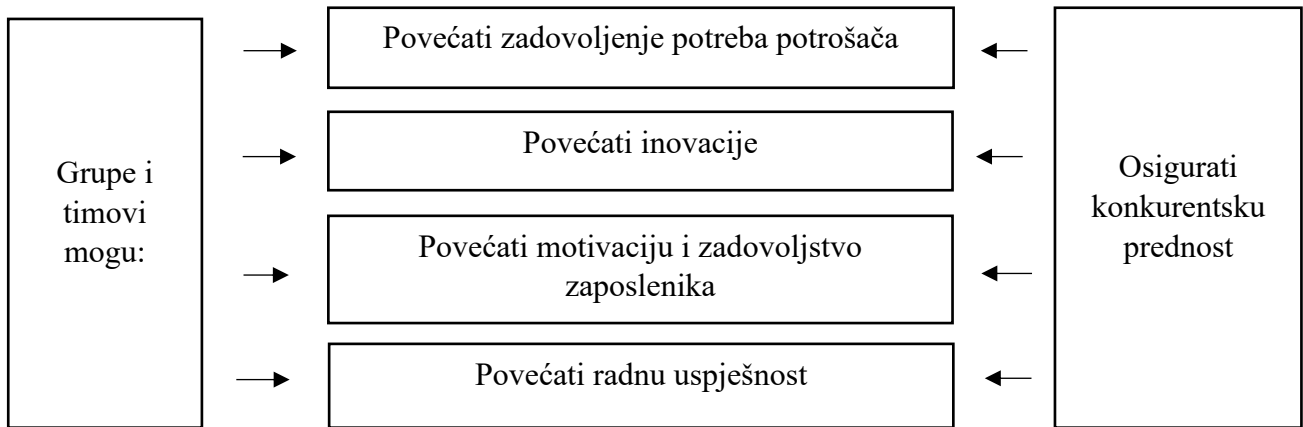 Grupe i
timovi
mogu:
Povećati zadovoljenje potreba potrošača
Povećati inovacije
Povećati motivaciju i zadovoljstvo
zaposlenika
Povećati radnu uspješnost
Osigurati
konkurentsku
prednost